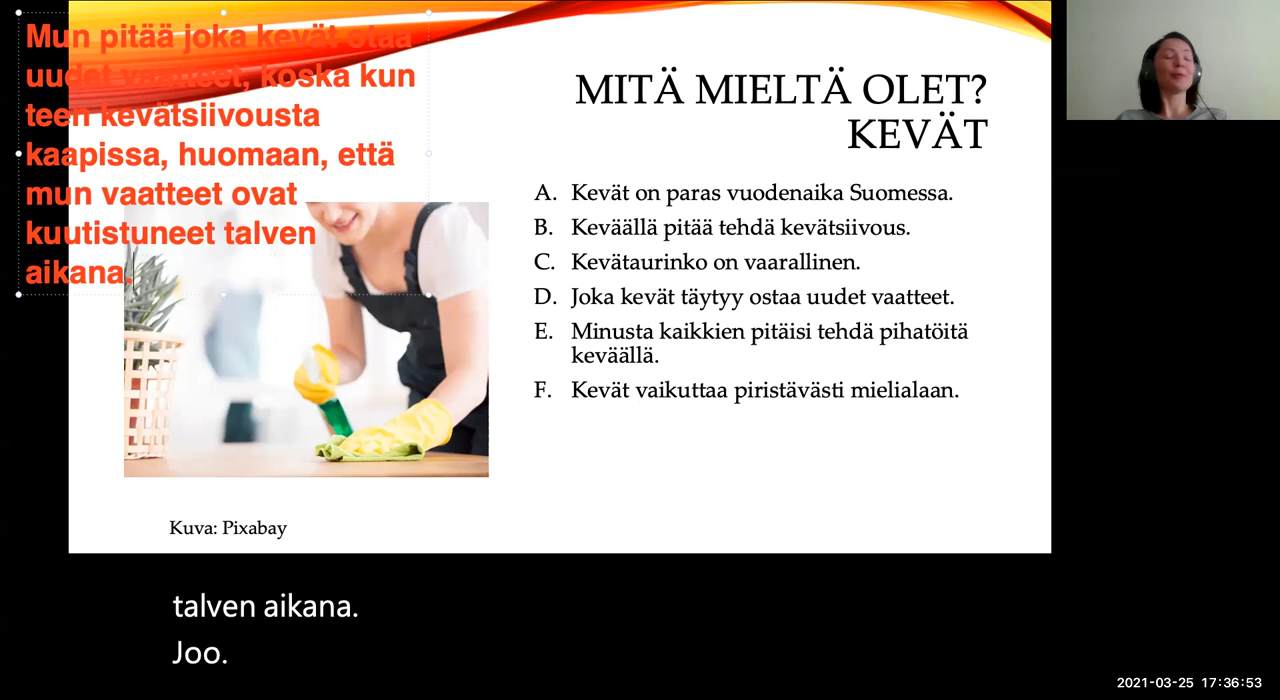 Mun pitää joka kevät ottaa
uudet vaatteet, koska kun
teen kevätsiivousta
kaapissa, huomaan, että
mun vaatteet ovat
kuutistuneet talven
aikana.
MITÄ MIELTÄ OLET?
KEVÄT
A. Kevät on paras vuodenaika Suomessa.
B. Keväällä pitää tehdä kevätsiivous.
C. Kevätaurinko on vaarallinen.
D. Joka kevät täytyy ostaa uudet vaatteet.
E. Minusta kaikkien pitäisi tehdä pihatöitä
keväällä.
F. Kevät vaikuttaa piristävästi mielialaan.
Kuva: Pixabay
talven aikana.
Joo.
2021-03-25 17:36:53